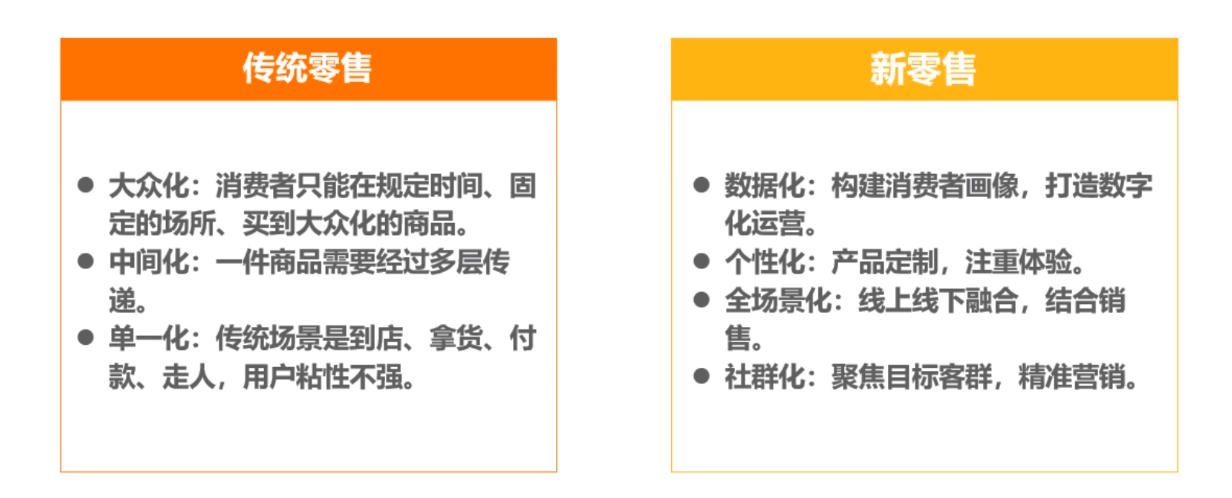 传统零售
● 大众化：消费者只能在规定时间、固
定的场所、买到大众化的商品。
● 中间化：一件商品需要经过多层传
递。
● 单一化：传统场景是到店、拿货、付
款、走人，用户粘性不强。
新零售
● 数据化：构建消费者画像，打造数字
化运营。
● 个性化：产品定制，注重体验。
● 全场景化：线上线下融合，结合销
售。
● 社群化：聚焦目标客群，精准营销。